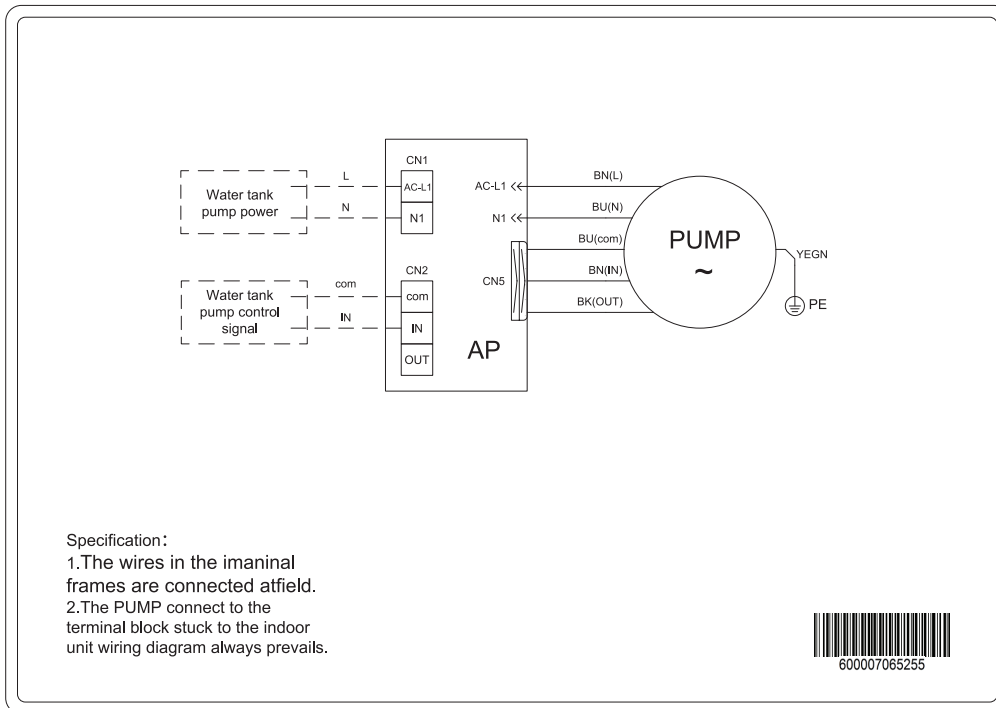 Water tank
pump power
L
N
CN1
AC-L1
N1
Water tank
pump control
signal
com
IN
CN2
com
IN
OUT
AC-L1
N1
CN5
AP
BN(L)
BU(N)
BU(com)
BN(IN)
BK(OUT)
PUMP
~
YEGN
PE
Specification:
1.The wires in the imaninal
frames are connected atfield.
2.The PUMP connect to the
terminal block stuck to the indoor
unit wiring diagram always prevails.
600007065255